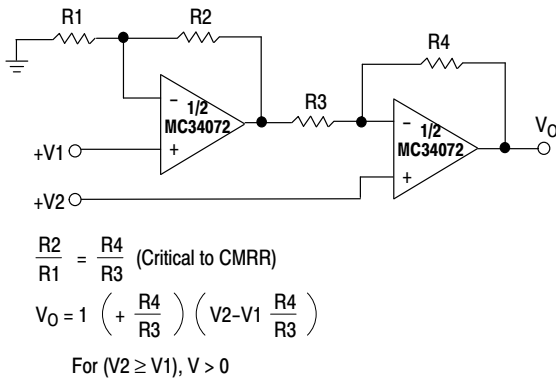 R1
R2
R3
R4
1/2
MC34072
1/2
MC34072
−
+
−
+
+V1
+V2
VO
R2/R1 = R4/R3 (Critical to CMRR)
VO = 1 ( + R4/R3 ) ( V2−V1 R4/R3 )
For (V2 ≥ V1), V > 0